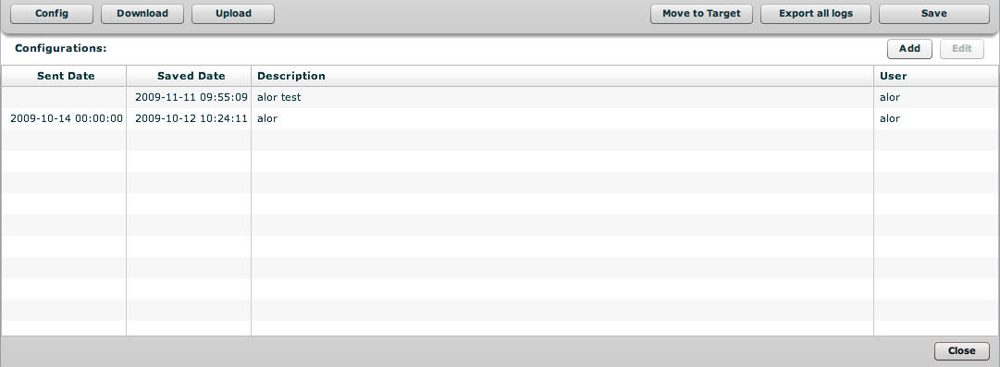 Config Download Upload Move to Target Export all logs Save
Configurations: Add Edit
Sent Date Saved Date Description User
2009-11-11 09:55:09 alor test alor
2009-10-14 00:00:00 2009-10-12 10:24:11 alor alor
Close